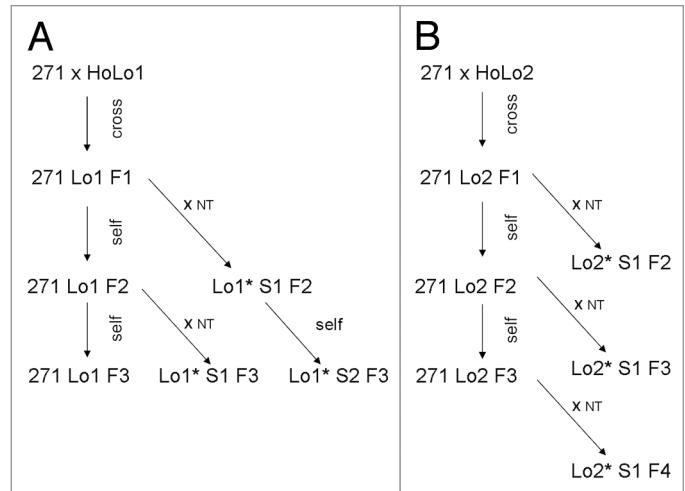 A
271 x HoLo1
cross
271 Lo1 F1
x NT
self
271 Lo1 F2
Lo1* S1 F2
self
x NT
self
271 Lo1 F3
Lo1* S1 F3
Lo1* S2 F3
B
271 x HoLo2
cross
271 Lo2 F1
x NT
self
Lo2* S1 F2
271 Lo2 F2
x NT
self
Lo2* S1 F3
271 Lo2 F3
x NT
Lo2* S1 F4